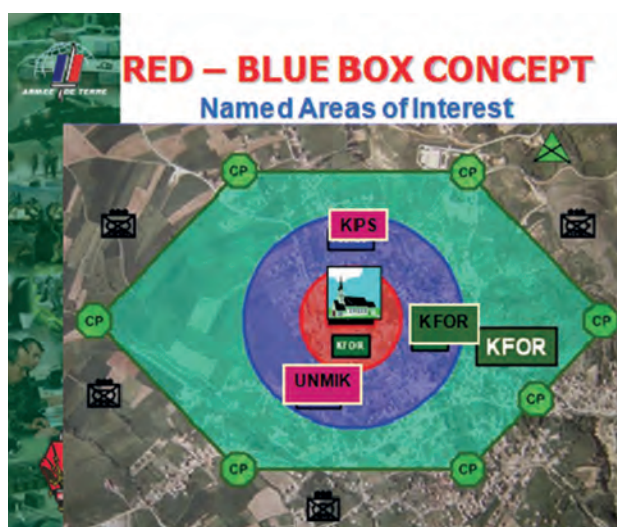 RED – BLUE BOX CONCEPT
ARMEE DE TERRE
Named Areas of Interest
CP
CP
KPS
CP
KFOR
CP
KFOR
KFOR
UNMIK
CP
CP
CP